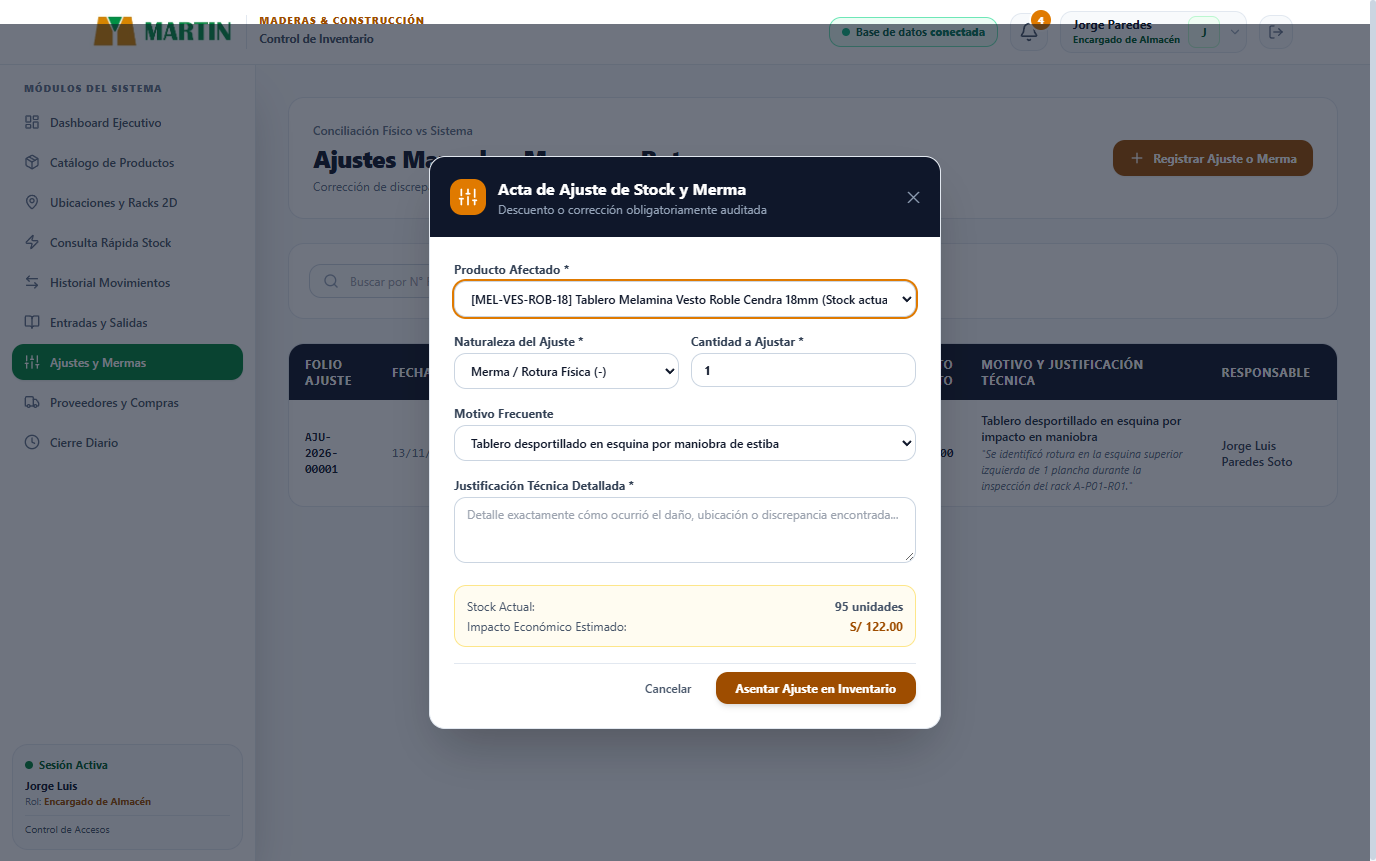 MARTIN
MADERAS & CONSTRUCCIÓN
Control de Inventario
Base de datos conectada
4
Jorge Paredes
Encargado de Almacén
J
MÓDULOS DEL SISTEMA
Dashboard Ejecutivo
Catálogo de Productos
Ubicaciones y Racks 2D
Consulta Rápida Stock
Historial Movimientos
Entradas y Salidas
Ajustes y Mermas
Proveedores y Compras
Cierre Diario
Sesión Activa
Jorge Luis
Rol: Encargado de Almacén
Control de Accesos
Conciliación Físico vs Sistema
Ajustes
Corrección de
Registrar Ajuste o Merma
Buscar por N°
FOLIO
AJUSTE
MOTIVO Y JUSTIFICACIÓN
TÉCNICA
RESPONSABLE
AJU-
2026-
00001
13/11/
00
Tablero desportillado en esquina por
impacto en maniobra
"Se identificó rotura en la esquina superior
izquierda de 1 plancha durante la
inspección del rack A-P01-R01."
Jorge Luis
Paredes Soto
Acta de Ajuste de Stock y Merma
Descuento o corrección obligatoriamente auditada
Producto Afectado *
[MEL-VES-ROB-18] Tablero Melamina Vesto Roble Cendra 18mm (Stock actua
Naturaleza del Ajuste *
Cantidad a Ajustar *
Merma / Rotura Física (-)
1
Motivo Frecuente
Tablero desportillado en esquina por maniobra de estiba
Justificación Técnica Detallada *
Detalle exactamente cómo ocurrió el daño, ubicación o discrepancia encontrada...
Stock Actual:
95 unidades
Impacto Económico Estimado:
S/ 122.00
Cancelar
Asentar Ajuste en Inventario